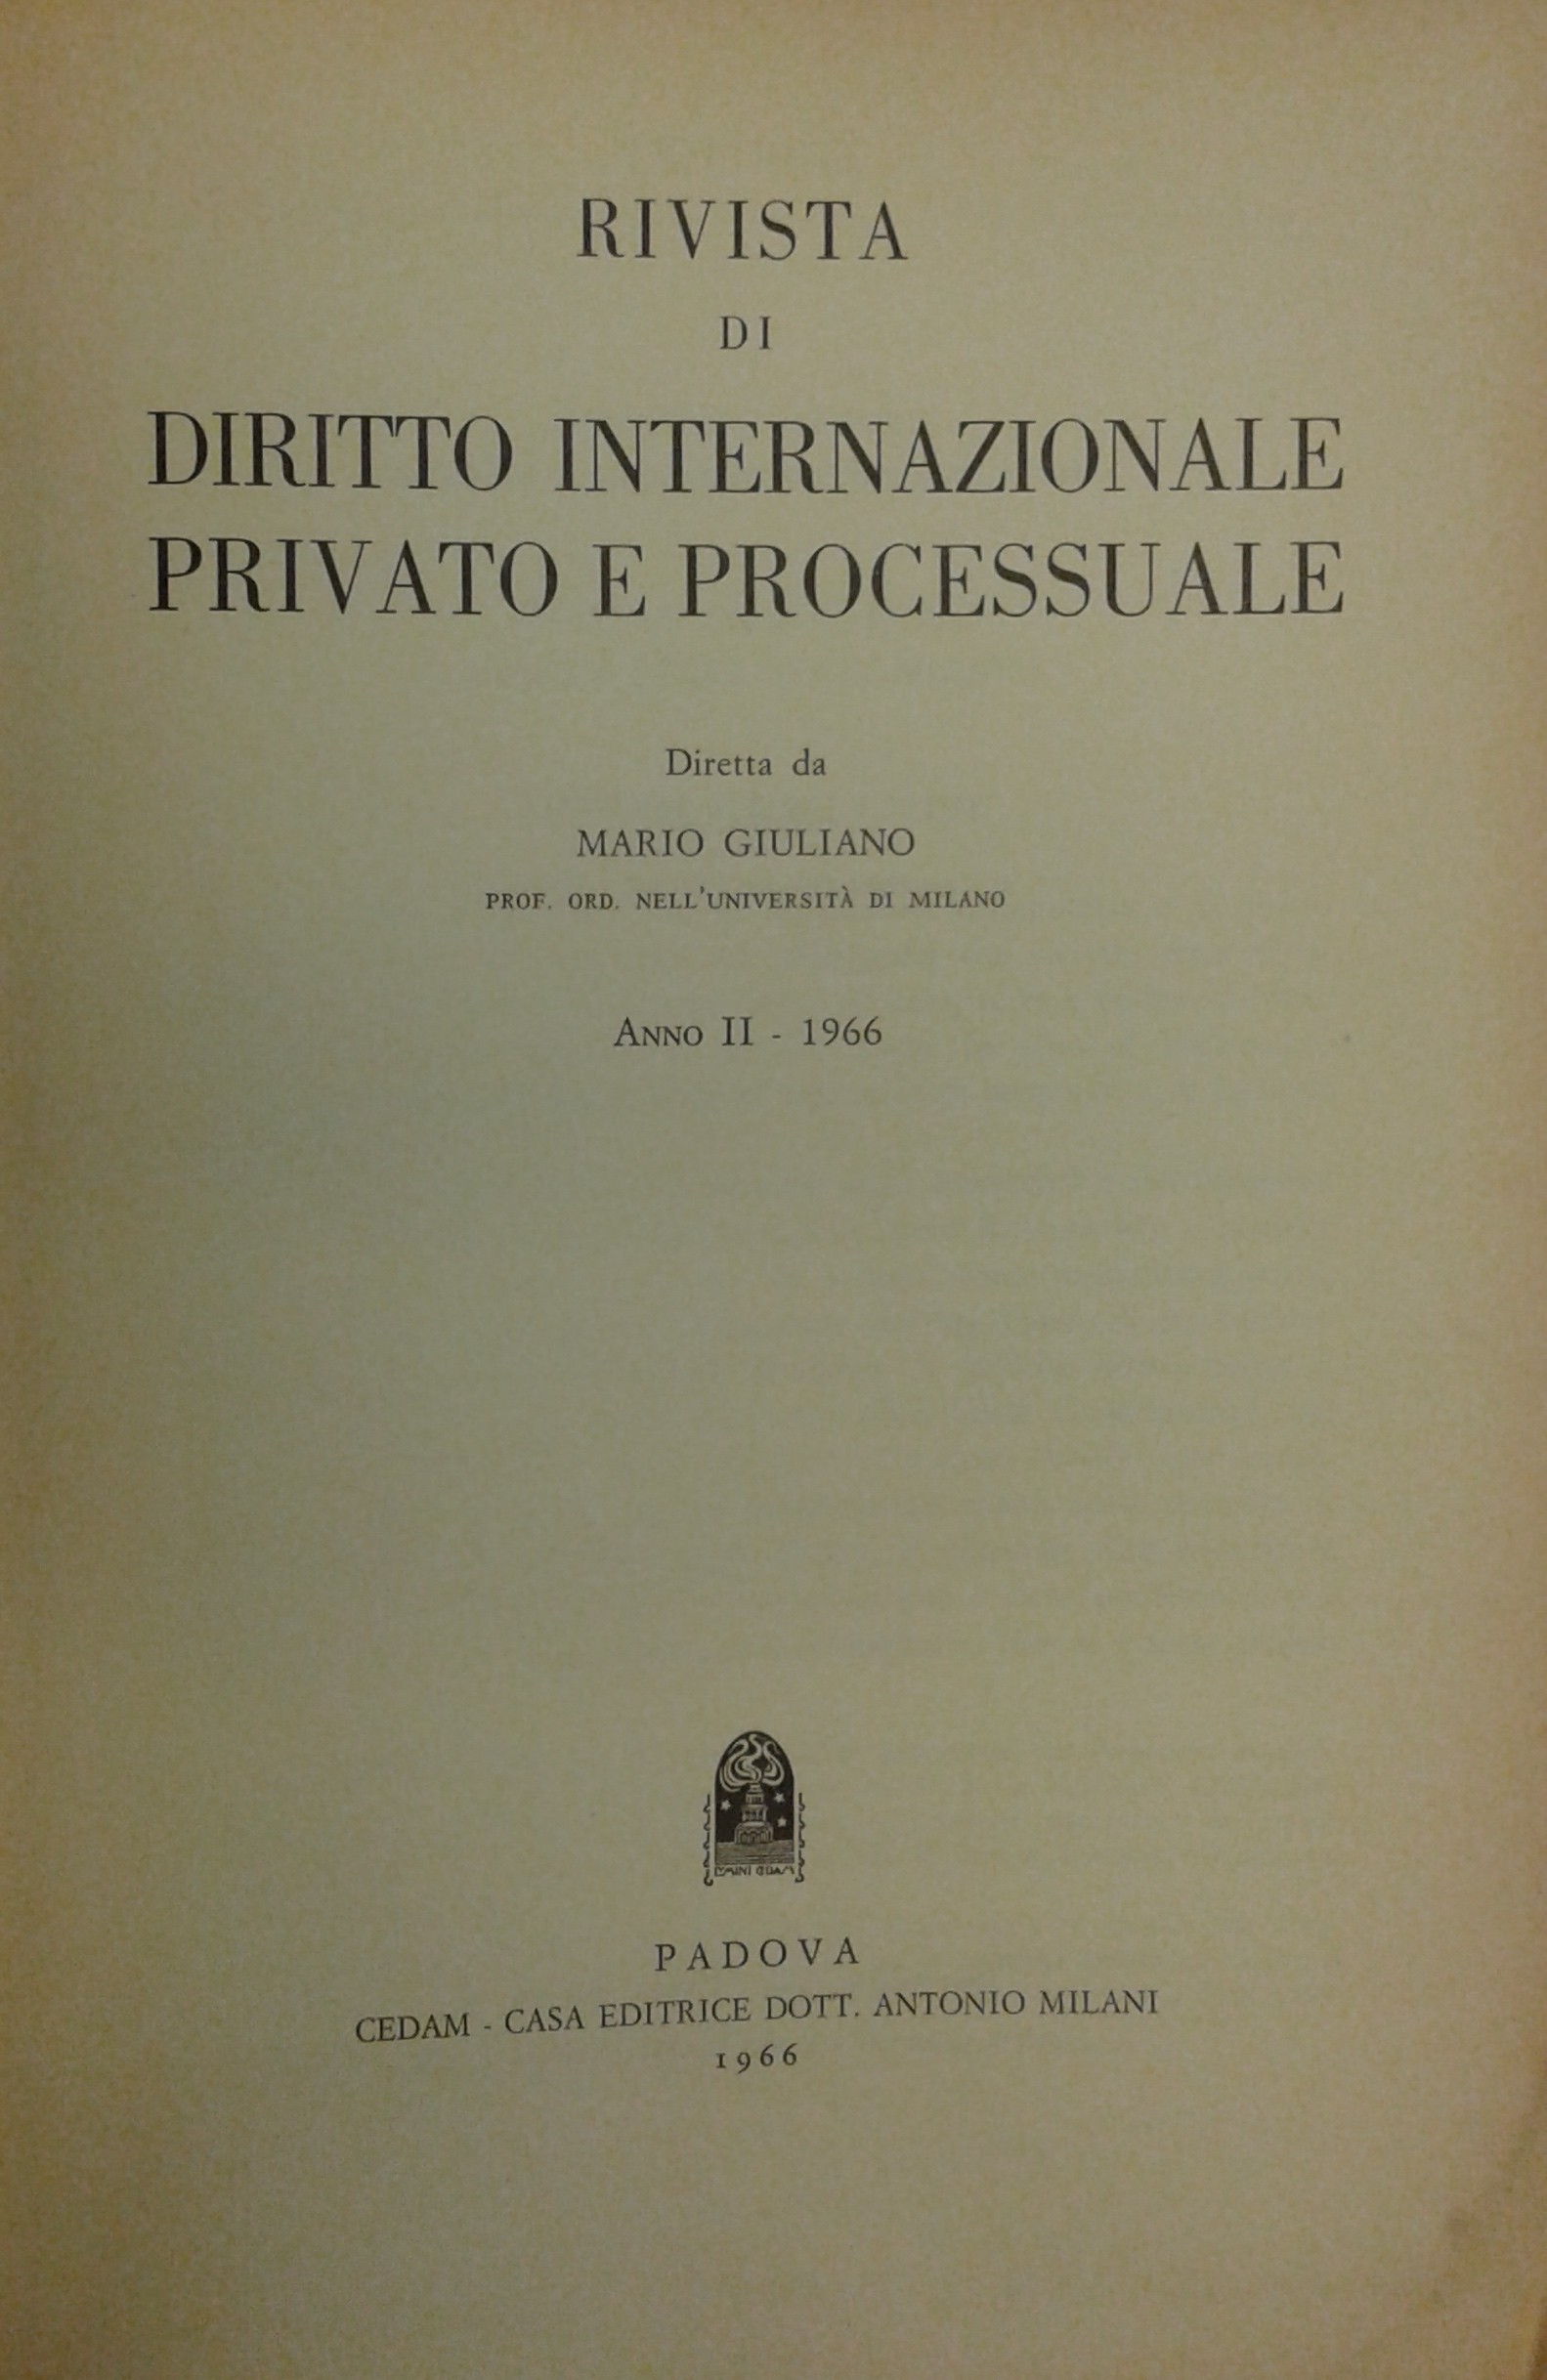 RIVISTA
DI
DIRITTO INTERNAZIONALE
PRIVATO E PROCESSUALE
Diretta da
MARIO GIULIANO
PROF. ORD. NELL'UNIVERSITÀ DI MILANO
ANNO II - 1966
PADOVA
CEDAM - CASA EDITRICE DOTT. ANTONIO MILANI
1966